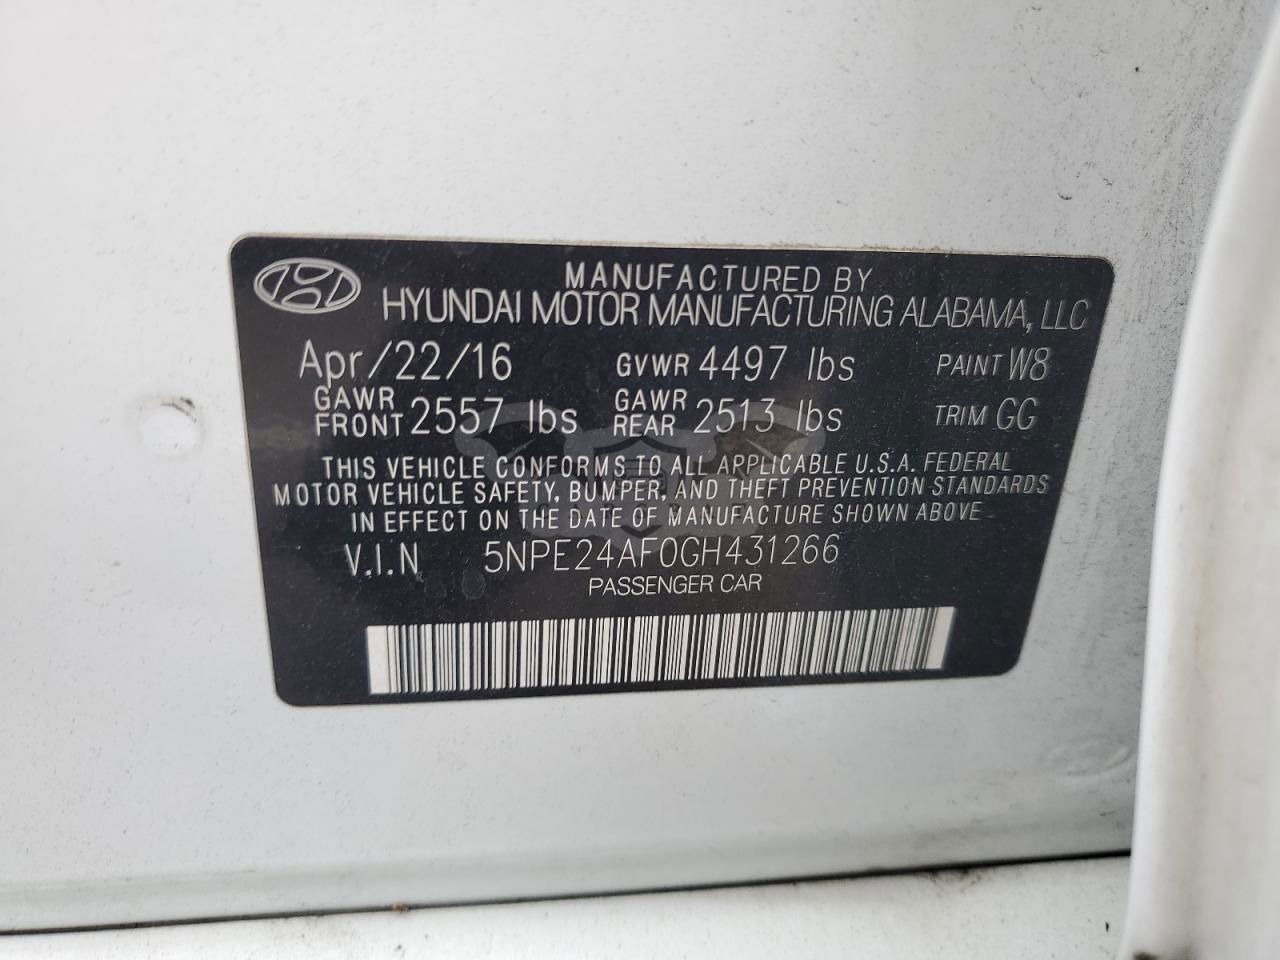 MANUFACTURED BY
HYUNDAI MOTOR MANUFACTURING ALABAMA, LLC
Apr/22/16 GVWR 4497 lbs PAINT W8
GAWR FRONT 2557 lbs GAWR REAR 2513 lbs TRIM GG
THIS VEHICLE CONFORMS TO ALL APPLICABLE U.S.A. FEDERAL
MOTOR VEHICLE SAFETY, BUMPER, AND THEFT PREVENTION STANDARDS
IN EFFECT ON THE DATE OF MANUFACTURE SHOWN ABOVE
V.I.N 5NPE24AF0GH431266
PASSENGER CAR